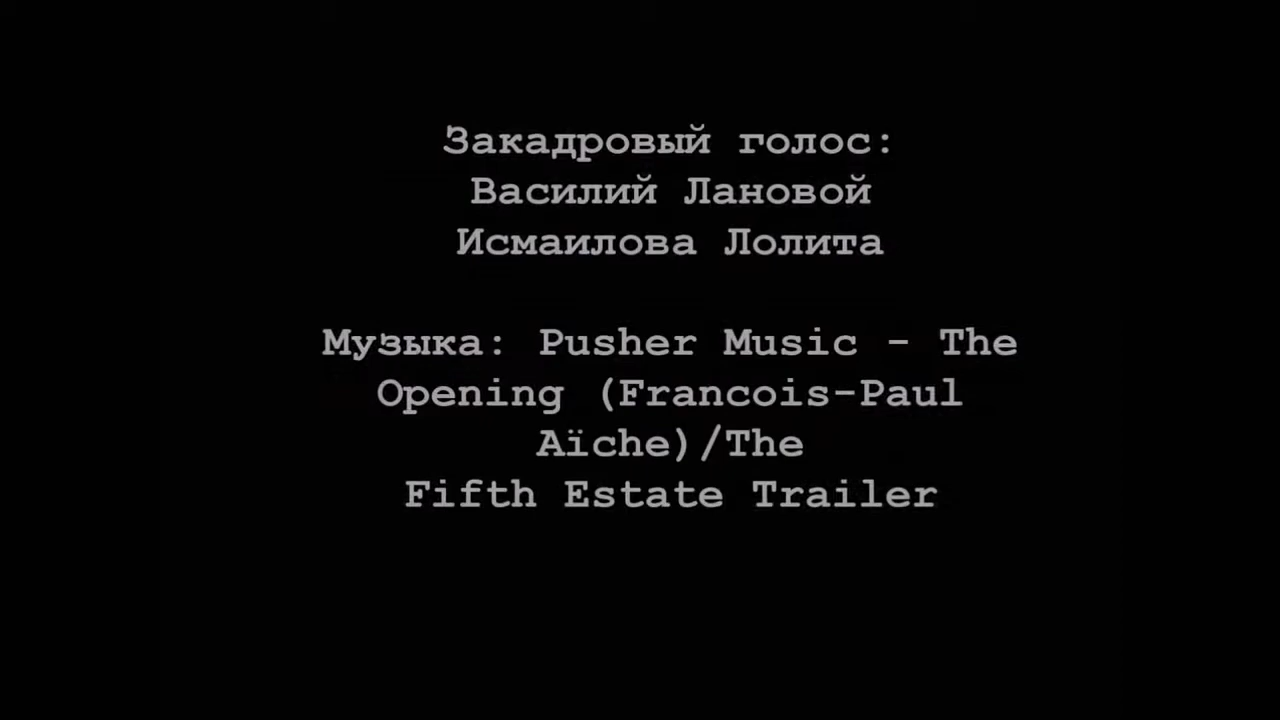 Закадровый голос:
Василий Лановой
Исмаилова Лолита
Музыка: Pusher Music - The
Opening (Francois-Paul
Aïche)/The
Fifth Estate Trailer